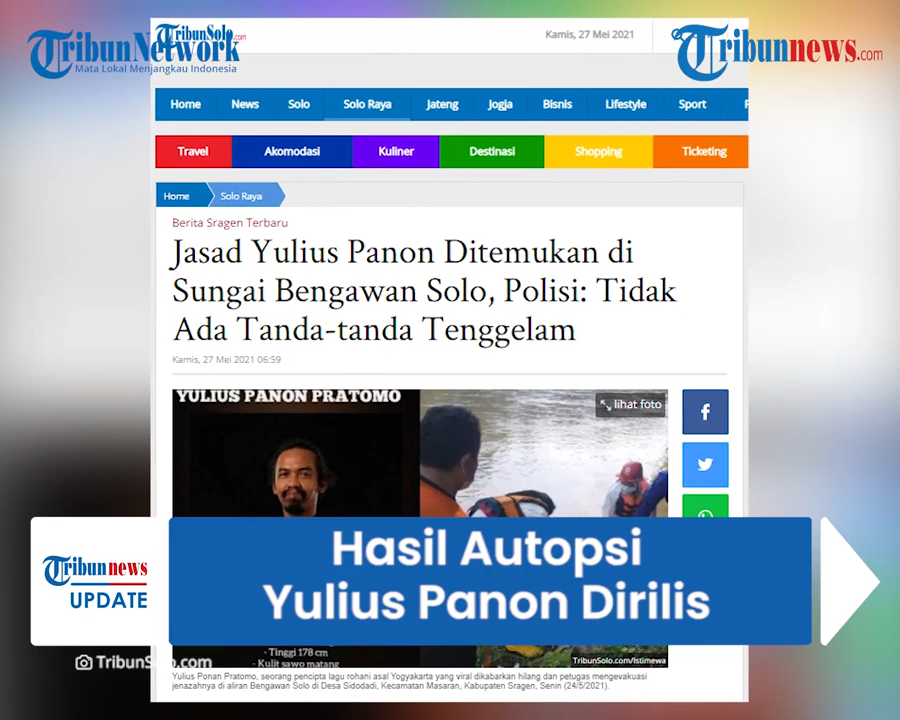 TribunNetwork
Mata Lokal Menjangkau Indonesia
TribunSolo.com
Kamis, 27 Mei 2021
Tribunnews.com
Home News Solo Solo Raya Jateng Jogja Bisnis Lifestyle Sport
Travel Akomodasi Kuliner Destinasi Shopping Ticketing
Home Solo Raya
Berita Sragen Terbaru
Jasad Yulius Panon Ditemukan di
Sungai Bengawan Solo, Polisi: Tidak
Ada Tanda-tanda Tenggelam
Kamis, 27 Mei 2021 06:59
YULIUS PANON PRATOMO
lihat foto
Tribunnews
UPDATE
Hasil Autopsi
Yulius Panon Dirilis
- Tinggi 178 cm
- Kulit sawo matang
TribunSolo.com
TribunSolo.com/Istimewa
Yulius Ponan Pratomo, seorang pencipta lagu rohani asal Yogyakarta yang viral dikabarkan hilang dan petugas mengevakuasi
jenazahnya di aliran Bengawan Solo di Desa Sidodadi, Kecamatan Masaran, Kabupaten Sragen, Senin (24/5/2021).